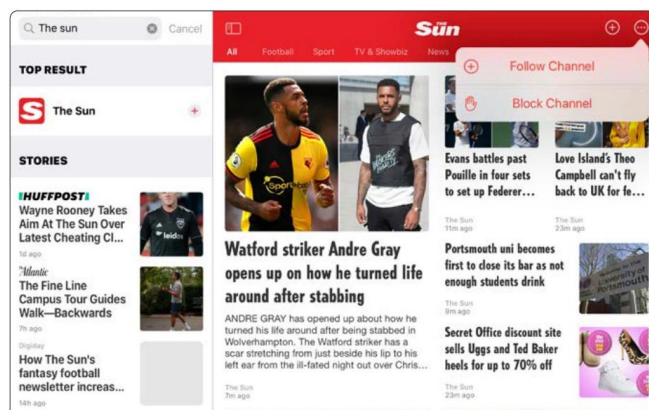 The sun
Cancel
TOP RESULT
The Sun
STORIES
HUFFPOST
Wayne Rooney Takes
Aim At The Sun Over
Latest Cheating Cl...
1d ago
The Atlantic
The Fine Line
Campus Tour Guides
Walk—Backwards
7h ago
Digiday
How The Sun's
fantasy football
newsletter increas...
14h ago
THE Sun
All
Football
Sport
TV & Showbiz
News
Follow Channel
Block Channel
Watford striker Andre Gray
opens up on how he turned life
around after stabbing
ANDRE GRAY has opened up about how he
turned his life around after being stabbed in
Wolverhampton. The Watford striker has a
scar stretching from just beside his lip to his
left ear from the ill-fated night out over Chris...
The Sun
7m ago
Evans battles past
Pouille in four sets
to set up Federer...
The Sun
11m ago
Love Island's Theo
Campbell can't fly
back to UK for fe...
The Sun
23m ago
Portsmouth uni becomes
first to close its bar as not
enough students drink
The Sun
9m ago
University of
Portsmouth
Secret Office discount site
sells Uggs and Ted Baker
heels for up to 70% off
The Sun
23m ago